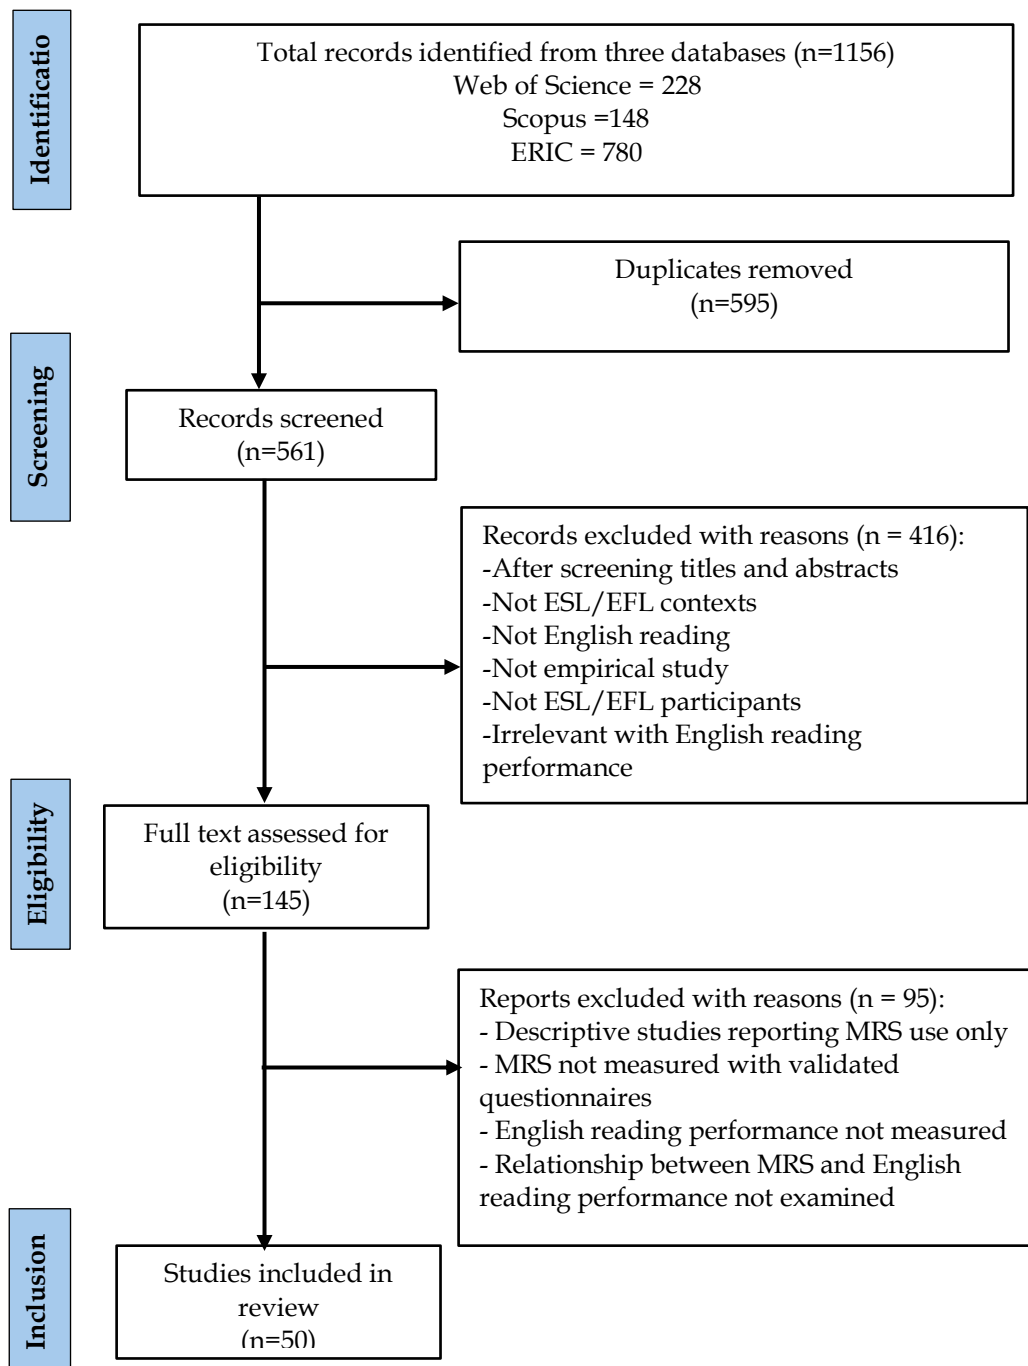 Identificatio
Total records identified from three databases (n=1156)
Web of Science = 228
Scopus =148
ERIC = 780
Duplicates removed
(n=595)
Screening
Records screened
(n=561)
Records excluded with reasons (n = 416):
-After screening titles and abstracts
-Not ESL/EFL contexts
-Not English reading
-Not empirical study
-Not ESL/EFL participants
-Irrelevant with English reading
performance
Eligibility
Full text assessed for
eligibility
(n=145)
Reports excluded with reasons (n = 95):
- Descriptive studies reporting MRS use only
- MRS not measured with validated
questionnaires
- English reading performance not measured
- Relationship between MRS and English
reading performance not examined
Inclusion
Studies included in
review
(n=50)